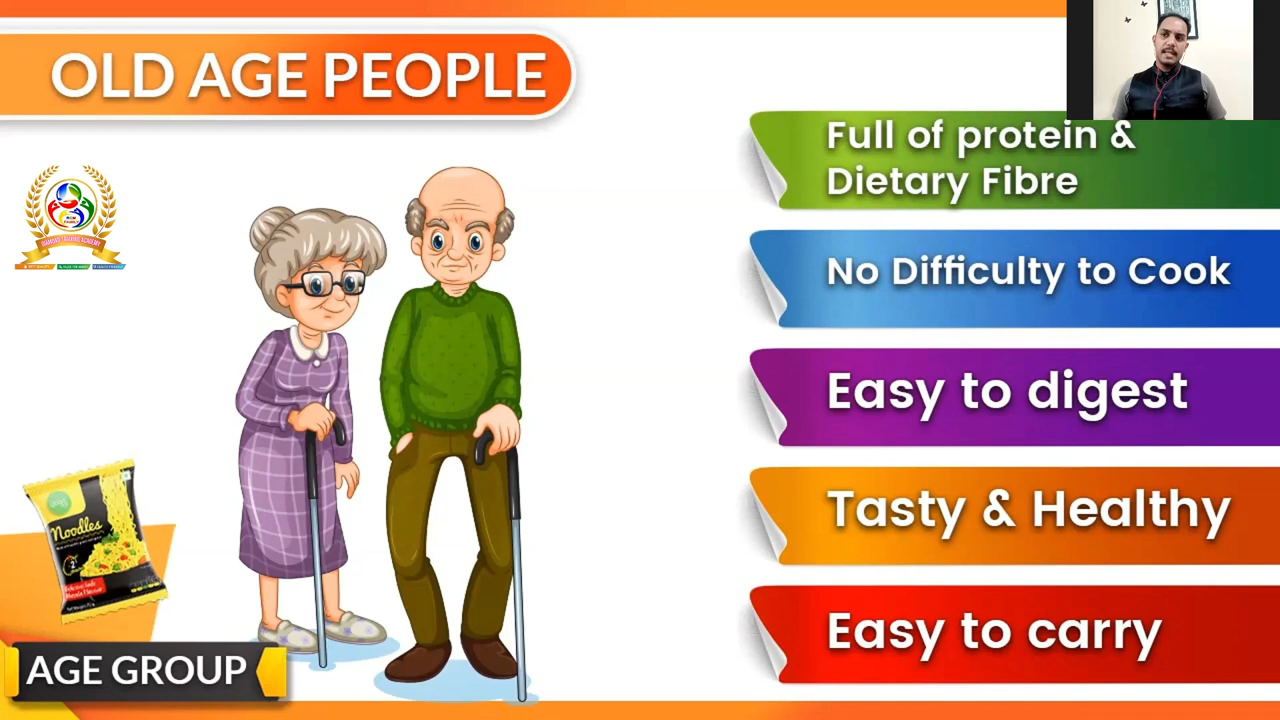 OLD AGE PEOPLE
Full of protein &
Dietary Fibre
No Difficulty to Cook
Easy to digest
Tasty & Healthy
Easy to carry
Noodles
AGE GROUP